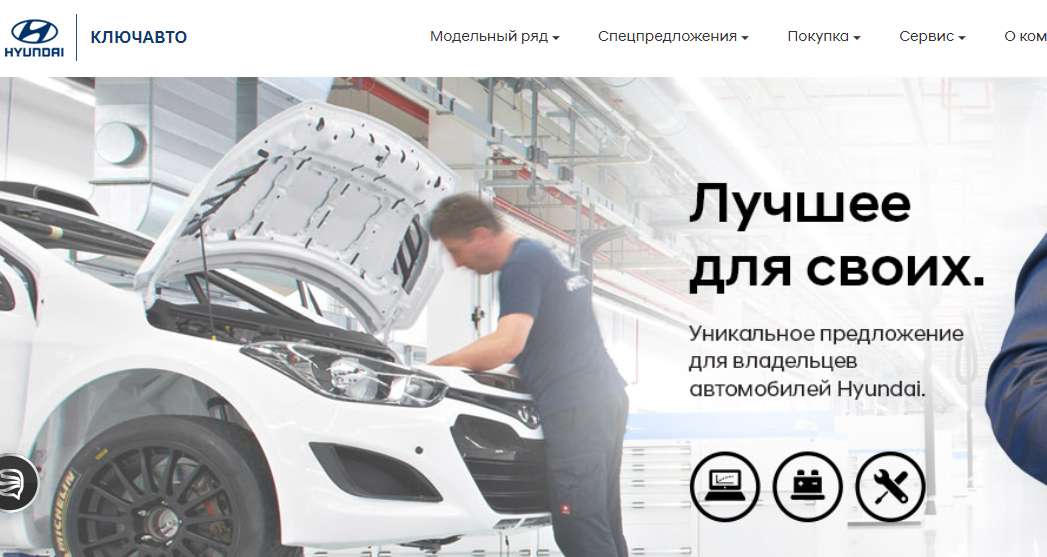 HYUNDAI
КЛЮЧАВТО
Модельный ряд
Спецпредложения
Покупка
Сервис
О ком
Лучшее
для своих.
Уникальное предложение
для владельцев
автомобилей Hyundai.
MICHELIN